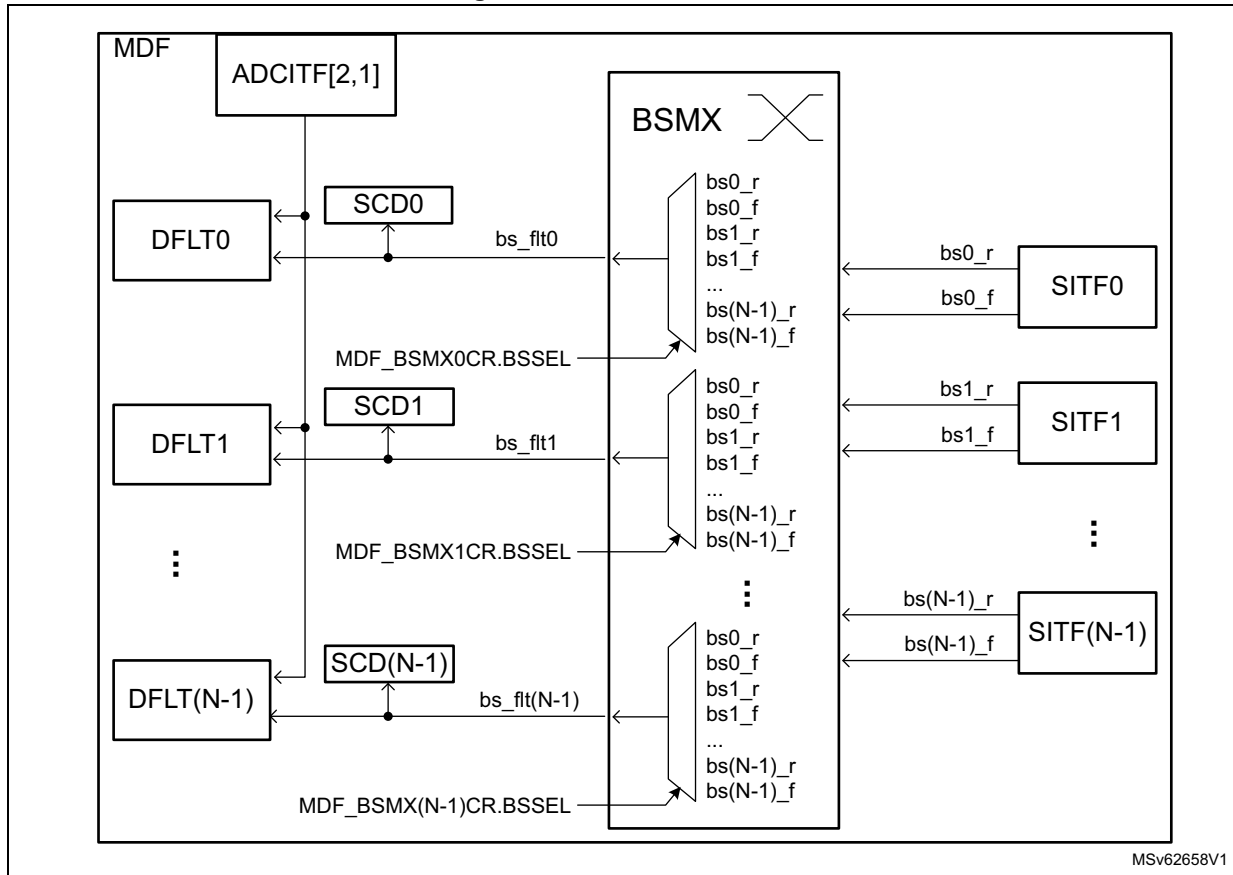 MDF
ADCITF[2,1]
BSMX
bs0_r
bs0_f
bs1_r
bs1_f
...
bs(N-1)_r
bs(N-1)_f
SCD0
DFLT0
bs_flt0
MDF_BSMX0CR.BSSEL
bs0_r
bs0_f
SITF0
bs0_r
bs0_f
bs1_r
bs1_f
...
bs(N-1)_r
bs(N-1)_f
SCD1
DFLT1
bs_flt1
MDF_BSMX1CR.BSSEL
bs1_r
bs1_f
SITF1
...
...
...
bs0_r
bs0_f
bs1_r
bs1_f
...
bs(N-1)_r
bs(N-1)_f
SCD(N-1)
DFLT(N-1)
bs_flt(N-1)
MDF_BSMX(N-1)CR.BSSEL
bs(N-1)_r
bs(N-1)_f
SITF(N-1)
MSv62658V1